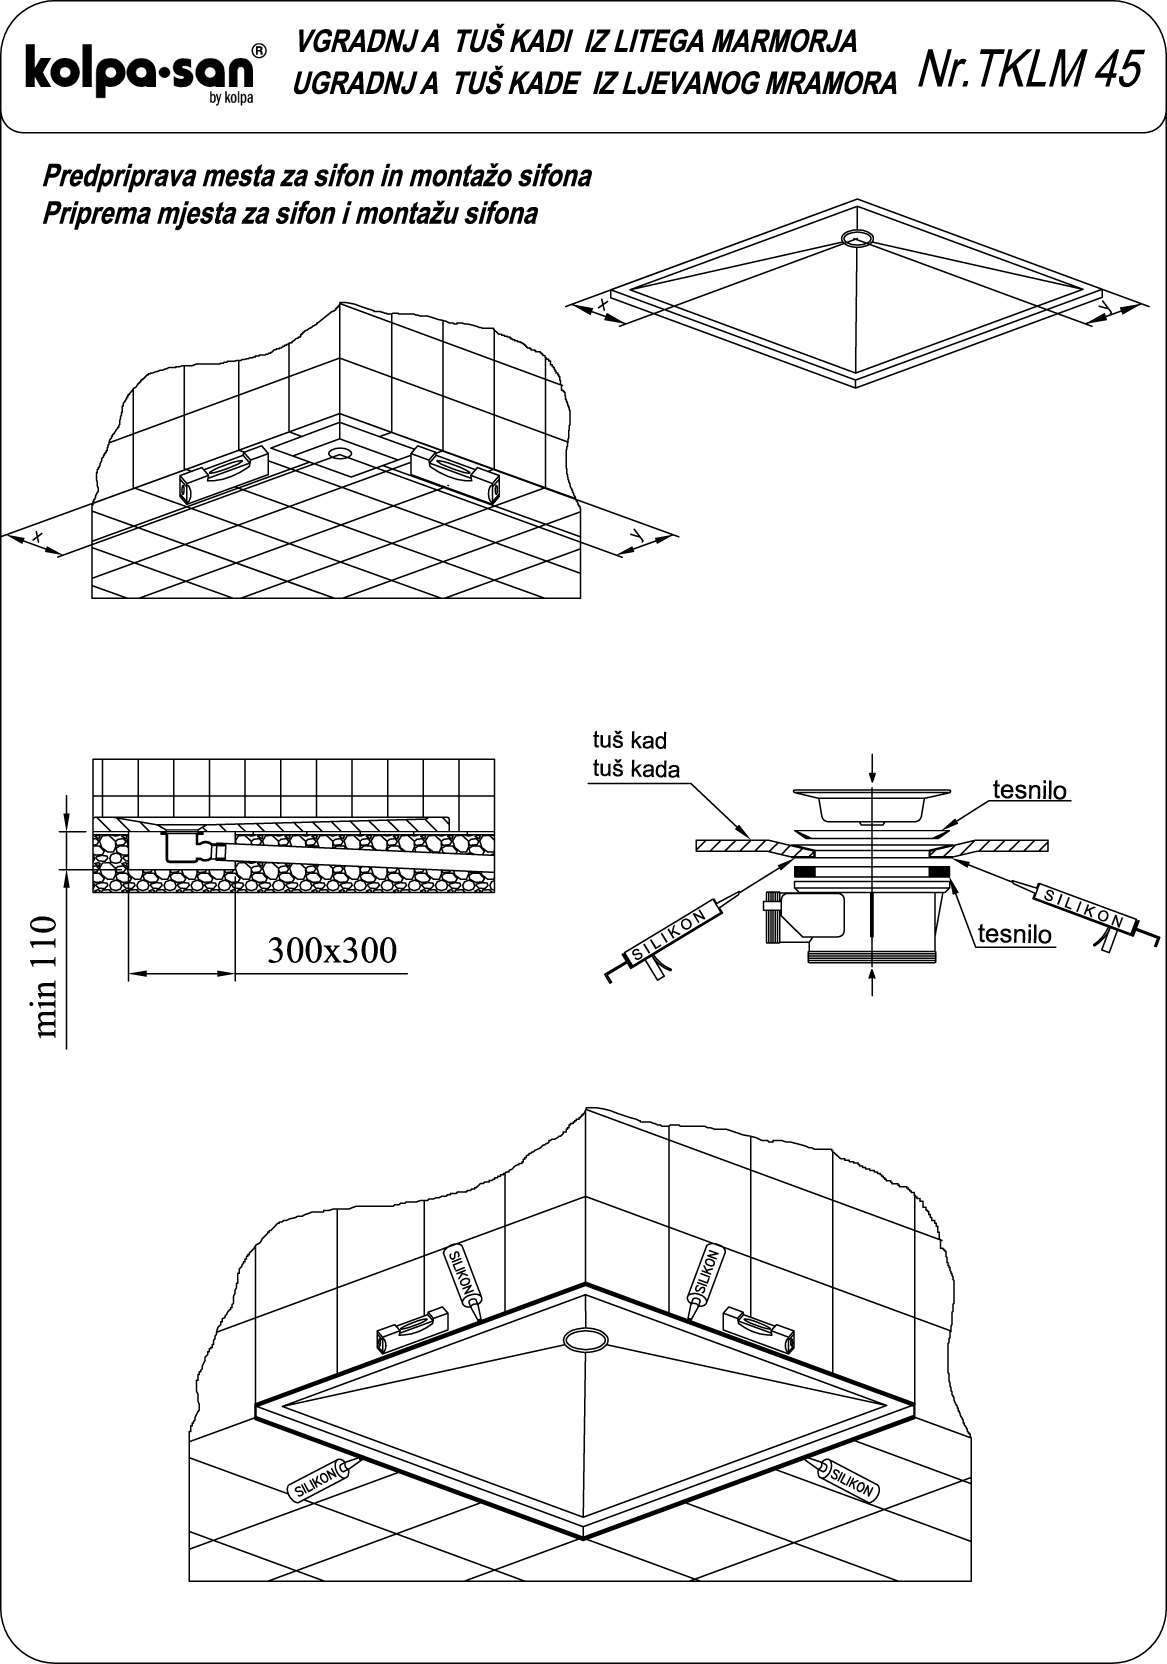 kolpa·san®
by kolpa
VGRADNJA TUŠ KADI IZ LITEGA MARMORJA
UGRADNJA TUŠ KADE IZ LJEVANOG MRAMORA
Nr.TKLM 45
Predpriprava mesta za sifon in montažo sifona
Priprema mjesta za sifon i montažu sifona
x
y
x
y
tuš kad
tuš kada
tesnilo
SILIKON
SILIKON
tesnilo
min 110
300x300
SILIKON
SILIKON
SILIKON
SILIKON